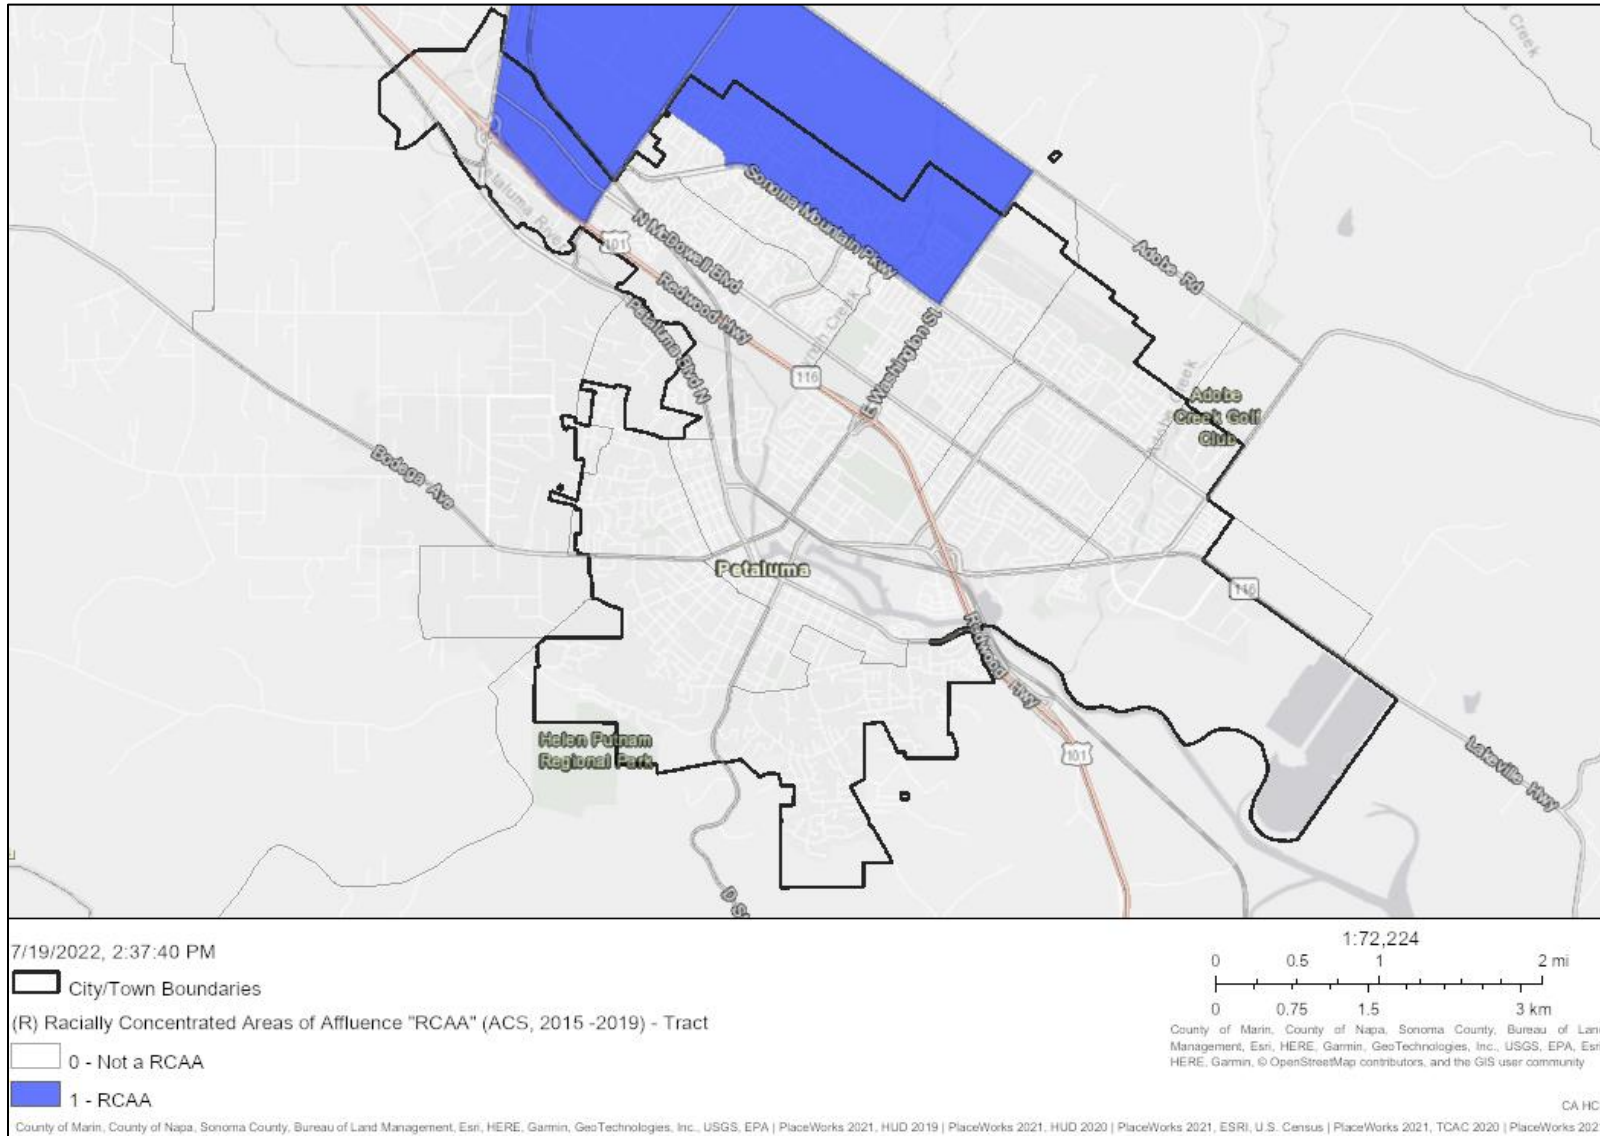 Creek
Petaluma River
101
N McDowell Blvd
Sonoma Mountain Pkwy
Redwood Hwy
Petaluma Blvd N
Creek
116
E Washington St
Adobe Rd
Adobe
Creek Golf
Club
Bodega Ave
Petaluma
116
Redwood Hwy
Helen Putnam
Regional Park
101
Lakeville Hwy
D St
7/19/2022, 2:37:40 PM
City/Town Boundaries
(R) Racially Concentrated Areas of Affluence "RCAA" (ACS, 2015 -2019) - Tract
0 - Not a RCAA
1 - RCAA
1:72,224
0 0.5 1 2 mi
0 0.75 1.5 3 km
County of Marin, County of Napa, Sonoma County, Bureau of Land
Management, Esri, HERE, Garmin, GeoTechnologies, Inc., USGS, EPA, Esri
HERE, Garmin, © OpenStreetMap contributors, and the GIS user community
CA HC
County of Marin, County of Napa, Sonoma County, Bureau of Land Management, Esri, HERE, Garmin, GeoTechnologies, Inc., USGS, EPA | PlaceWorks 2021, HUD 2019 | PlaceWorks 2021, HUD 2020 | PlaceWorks 2021, ESRI, U.S. Census | PlaceWorks 2021, TCAC 2020 | PlaceWorks 202